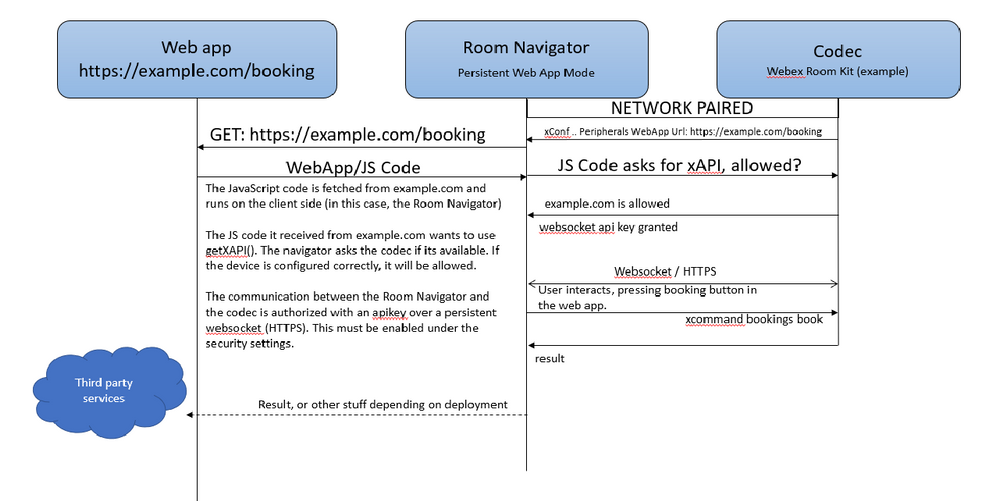 Web app
https://example.com/booking
Room Navigator
Persistent Web App Mode
Codec
Webex Room Kit (example)
NETWORK PAIRED
xConf .. Peripherals WebApp Url: https://example.com/booking
GET: https://example.com/booking
WebApp/JS Code
JS Code asks for xAPI, allowed?
The JavaScript code is fetched from example.com and
runs on the client side (in this case, the Room Navigator)
The JS code it received from example.com wants to use
getXAPI(). The navigator asks the codec if its available. If
the device is configured correctly, it will be allowed.
The communication between the Room Navigator and
the codec is authorized with an apikey over a persistent
websocket (HTTPS). This must be enabled under the
security settings.
example.com is allowed
websocket api key granted
Websocket / HTTPS
User interacts, pressing booking button in
the web app.
xcommand bookings book
result
Third party
services
Result, or other stuff depending on deployment